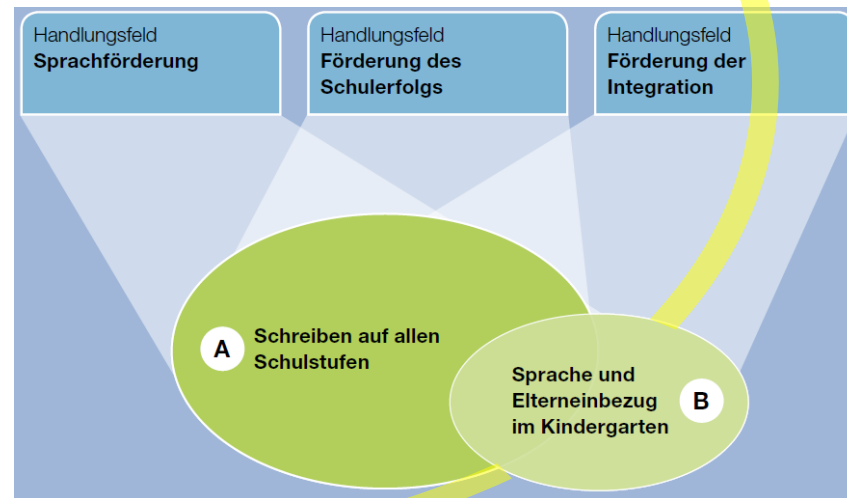 Handlungsfeld
Sprachförderung
Handlungsfeld
Förderung des
Schulerfolgs
Handlungsfeld
Förderung der
Integration
A
Schreiben auf allen
Schulstufen
Sprache und
Elterneinbezug
im Kindergarten
B